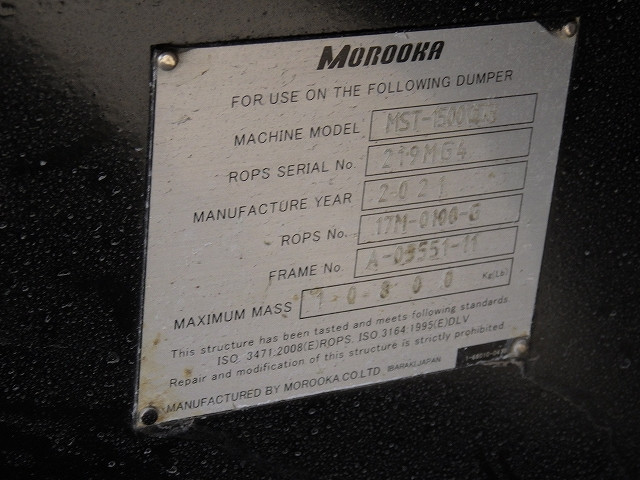 MOROOKA
FOR USE ON THE FOLLOWING DUMPER
MACHINE MODEL
ROPS SERIAL No. 219MG4
MANUFACTURE YEAR 2021
ROPS No. 17M-0100-G
FRAME No. A-03551-11
MAXIMUM MASS Kg(Lb)
This structure has been tasted and meets following standards
ISO, 3471,2008(E)ROPS, ISO 3164,1995(E)DLV
Repair and modification of this structure is strictly prohibited
MANUFACTURED BY MOROOKA CO.LTD, IBARAKI,JAPAN